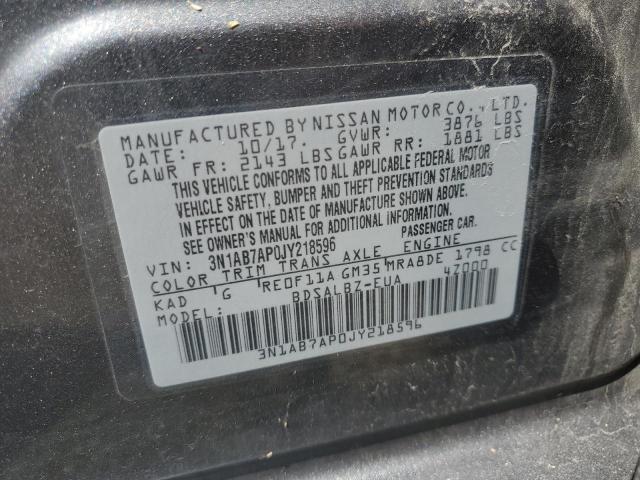 MANUFACTURED BY NISSAN MOTOR CO., LTD.
DATE: 10/17. GVWR: 3876 LBS
GAWR FR: 2143 LBS GAWR RR: 1881 LBS
THIS VEHICLE CONFORMS TO ALL APPLICABLE FEDERAL MOTOR
VEHICLE SAFETY, BUMPER AND THEFT PREVENTION STANDARDS
IN EFFECT ON THE DATE OF MANUFACTURE SHOWN ABOVE.
SEE OWNER'S MANUAL FOR ADDITIONAL INFORMATION.
VIN: 3N1AB7AP0JY218596 PASSENGER CAR.
COLOR TRIM TRANS AXLE ENGINE
KAD G RE0F11A GM35 MRA8DE 1798 CC
MODEL: BDSALBZ-EUA 4Z000
3N1AB7AP0JY218596